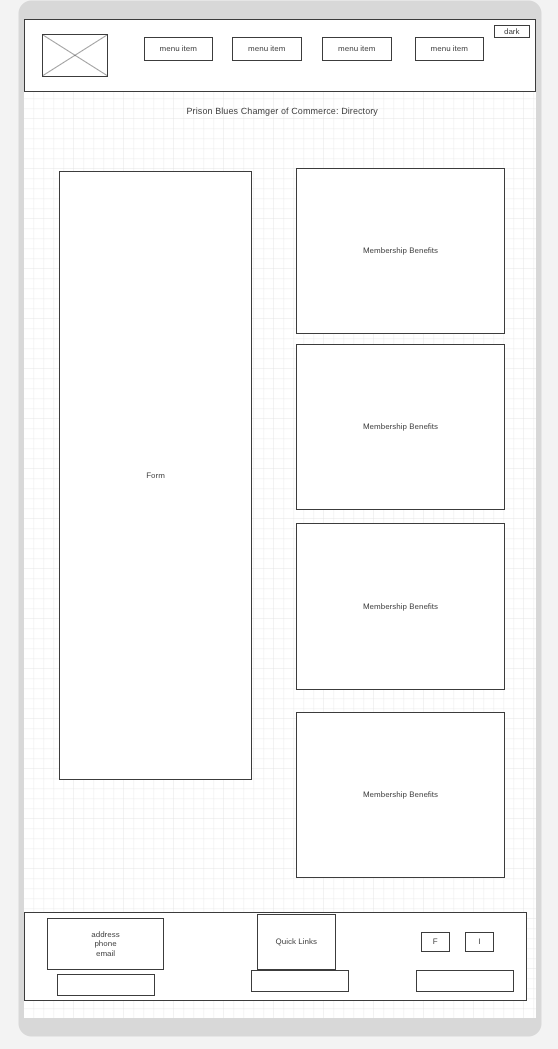 dark
menu item
menu item
menu item
menu item
Prison Blues Chamger of Commerce: Directory
Membership Benefits
Membership Benefits
Form
Membership Benefits
Membership Benefits
address
phone
email
Quick Links
F
I